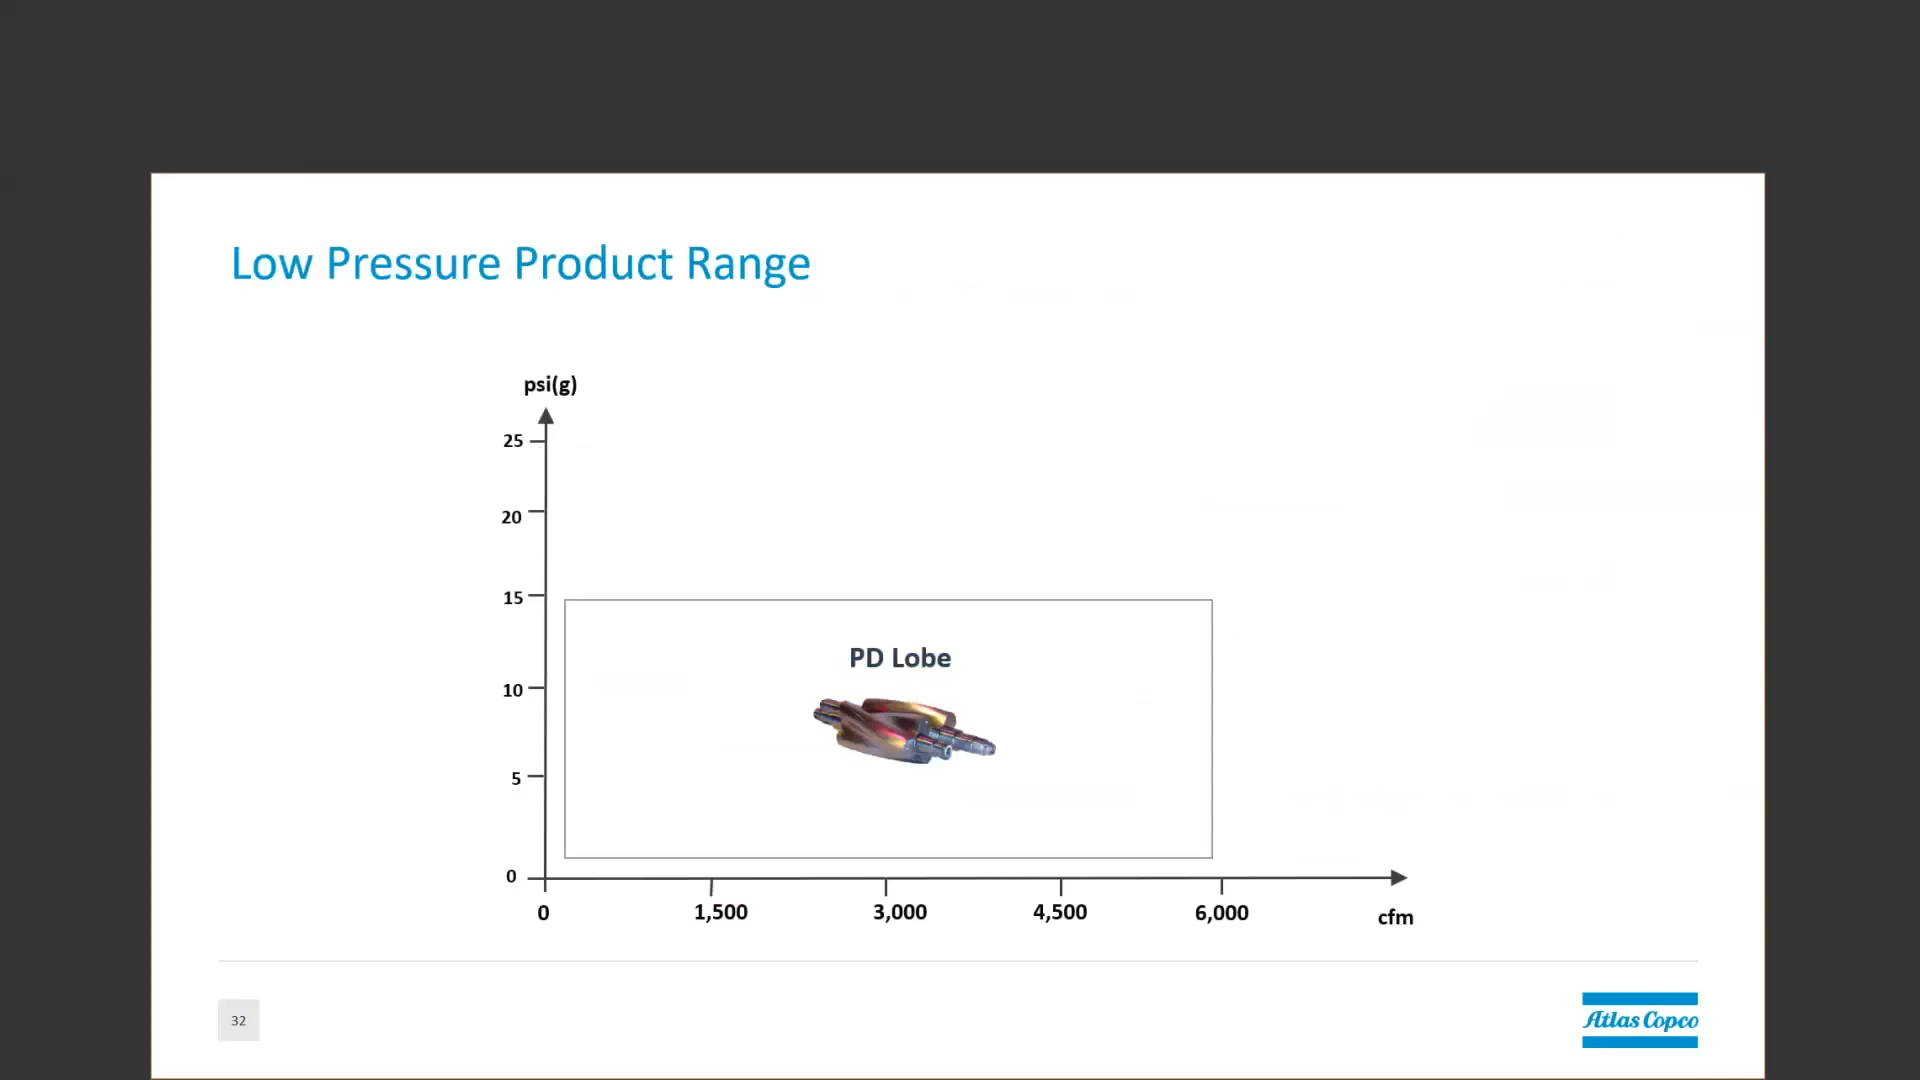 Low Pressure Product Range
psi(g)
25
20
15
PD Lobe
10
5
0
0 1,500 3,000 4,500 6,000 cfm
32
Atlas Copco